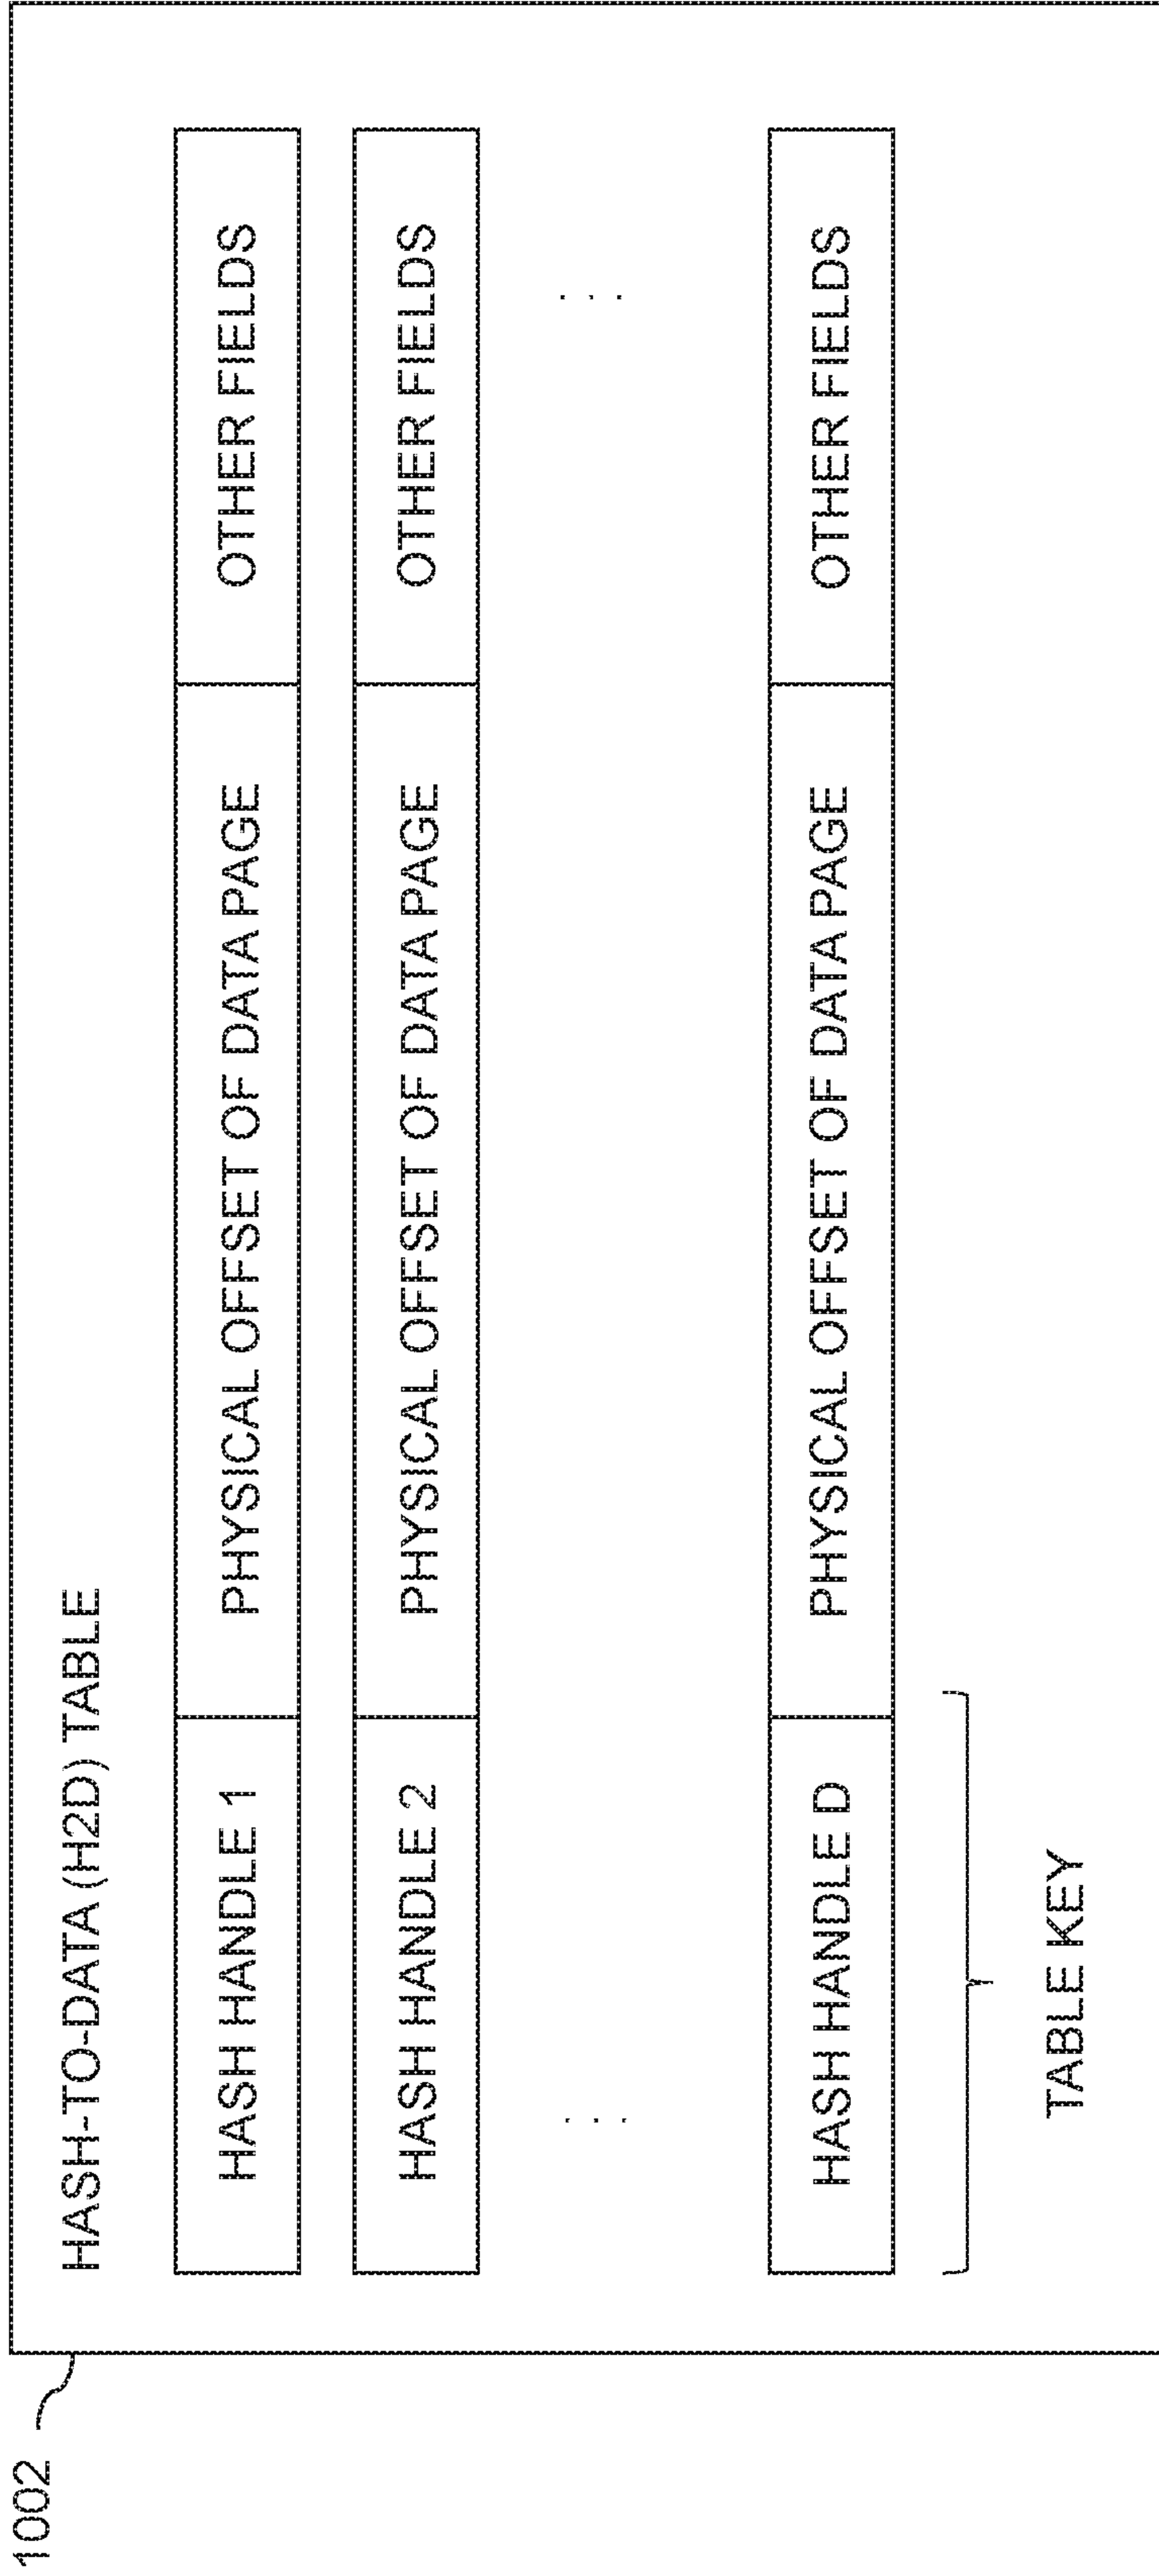 1002
HASH-TO-DATA (H2D) TABLE
HASH HANDLE 1 PHYSICAL OFFSET OF DATA PAGE OTHER FIELDS
HASH HANDLE 2 PHYSICAL OFFSET OF DATA PAGE OTHER FIELDS
. . . . . .
HASH HANDLE D PHYSICAL OFFSET OF DATA PAGE OTHER FIELDS
TABLE KEY